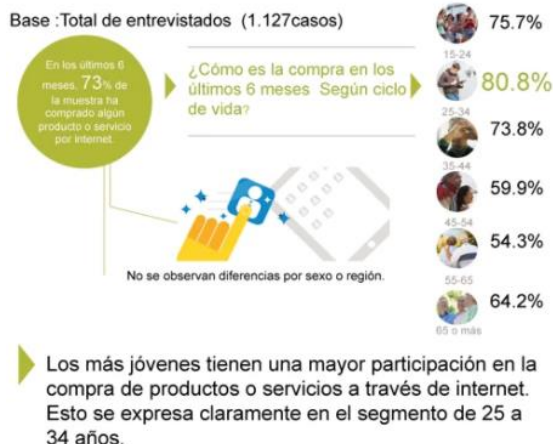 Base :Total de entrevistados (1.127casos)
En los últimos 6
meses, 73% de
la muestra ha
comprado algún
producto o servicio
por internet.
¿Cómo es la compra en los
últimos 6 meses Según ciclo
de vida?
75.7%
15-24
80.8%
25-34
73.8%
35-44
59.9%
45-54
54.3%
55-65
64.2%
65 o más
No se observan diferencias por sexo o región.
Los más jóvenes tienen una mayor participación en la
compra de productos o servicios a través de internet.
Esto se expresa claramente en el segmento de 25 a
34 años.